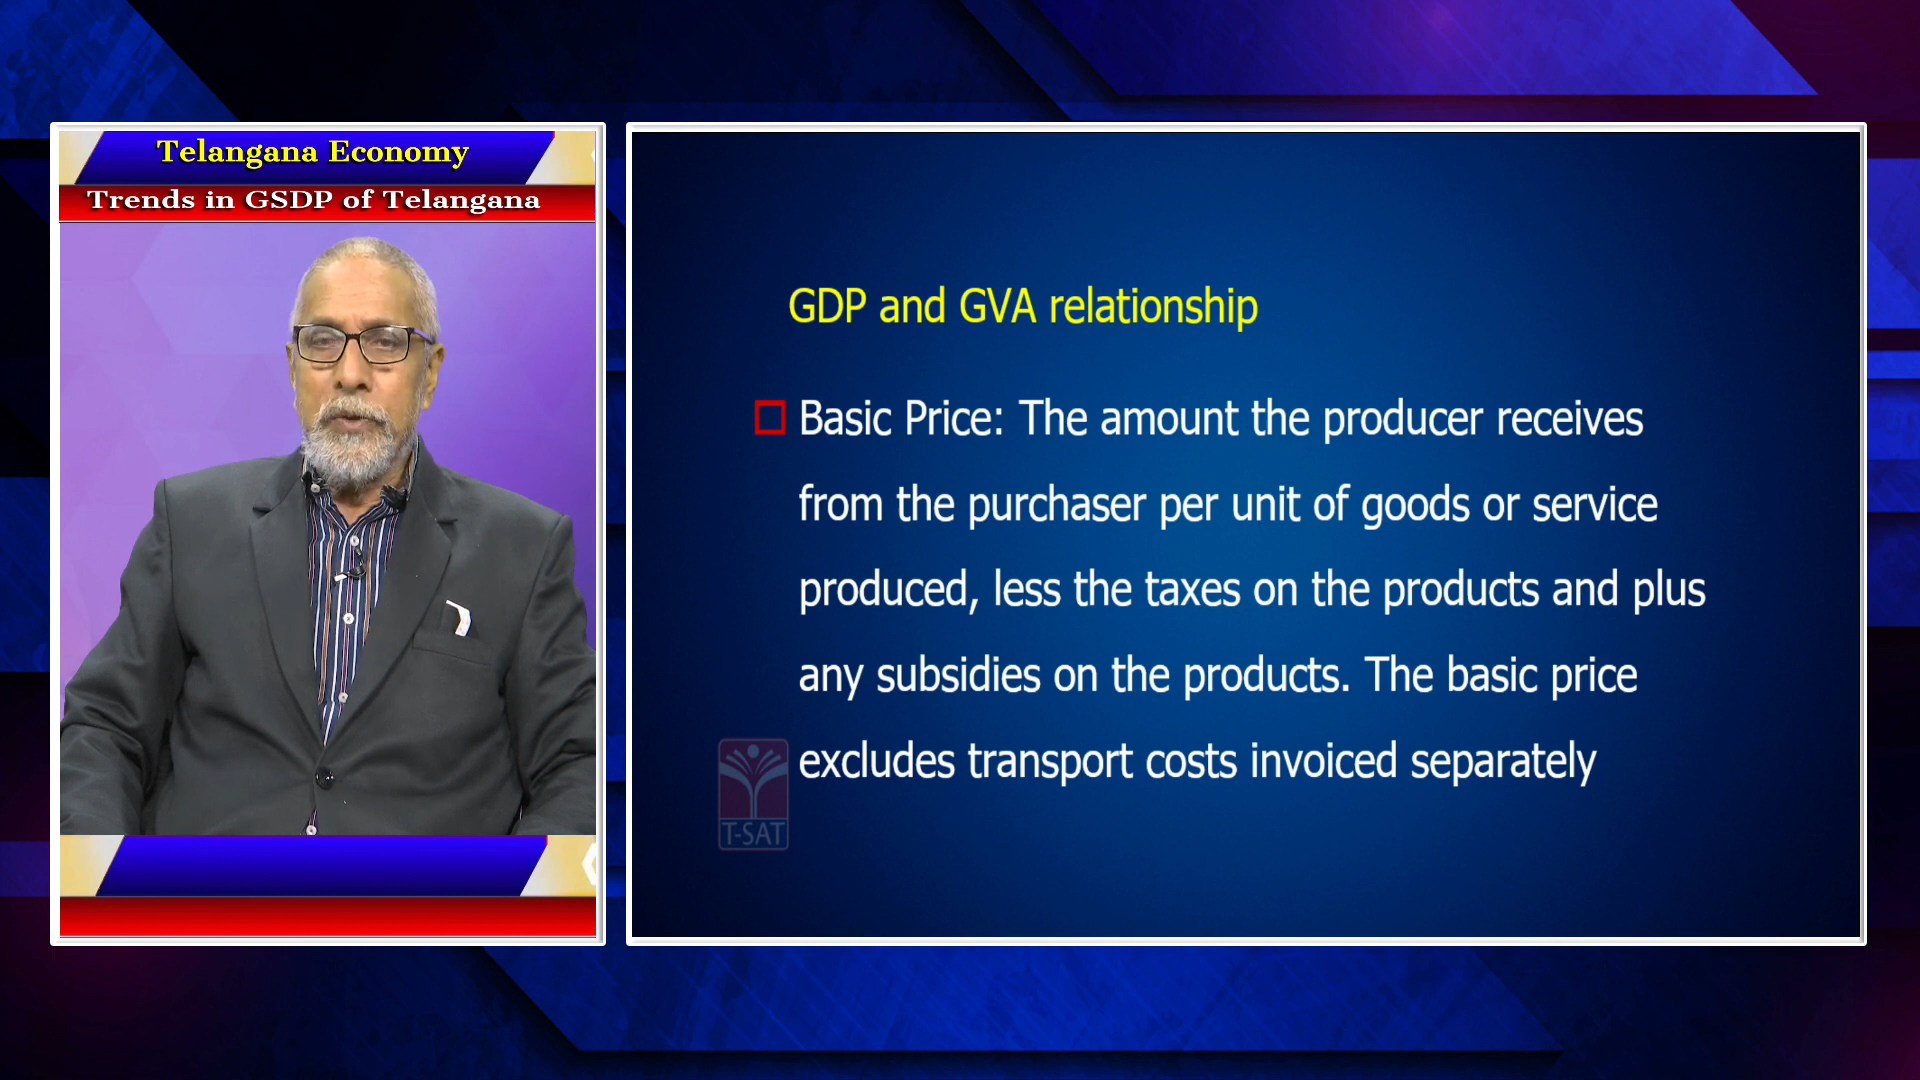 Telangana Economy
Trends in GSDP of Telangana
GDP and GVA relationship
Basic Price: The amount the producer receives
from the purchaser per unit of goods or service
produced, less the taxes on the products and plus
any subsidies on the products. The basic price
excludes transport costs invoiced separately
T-SAT